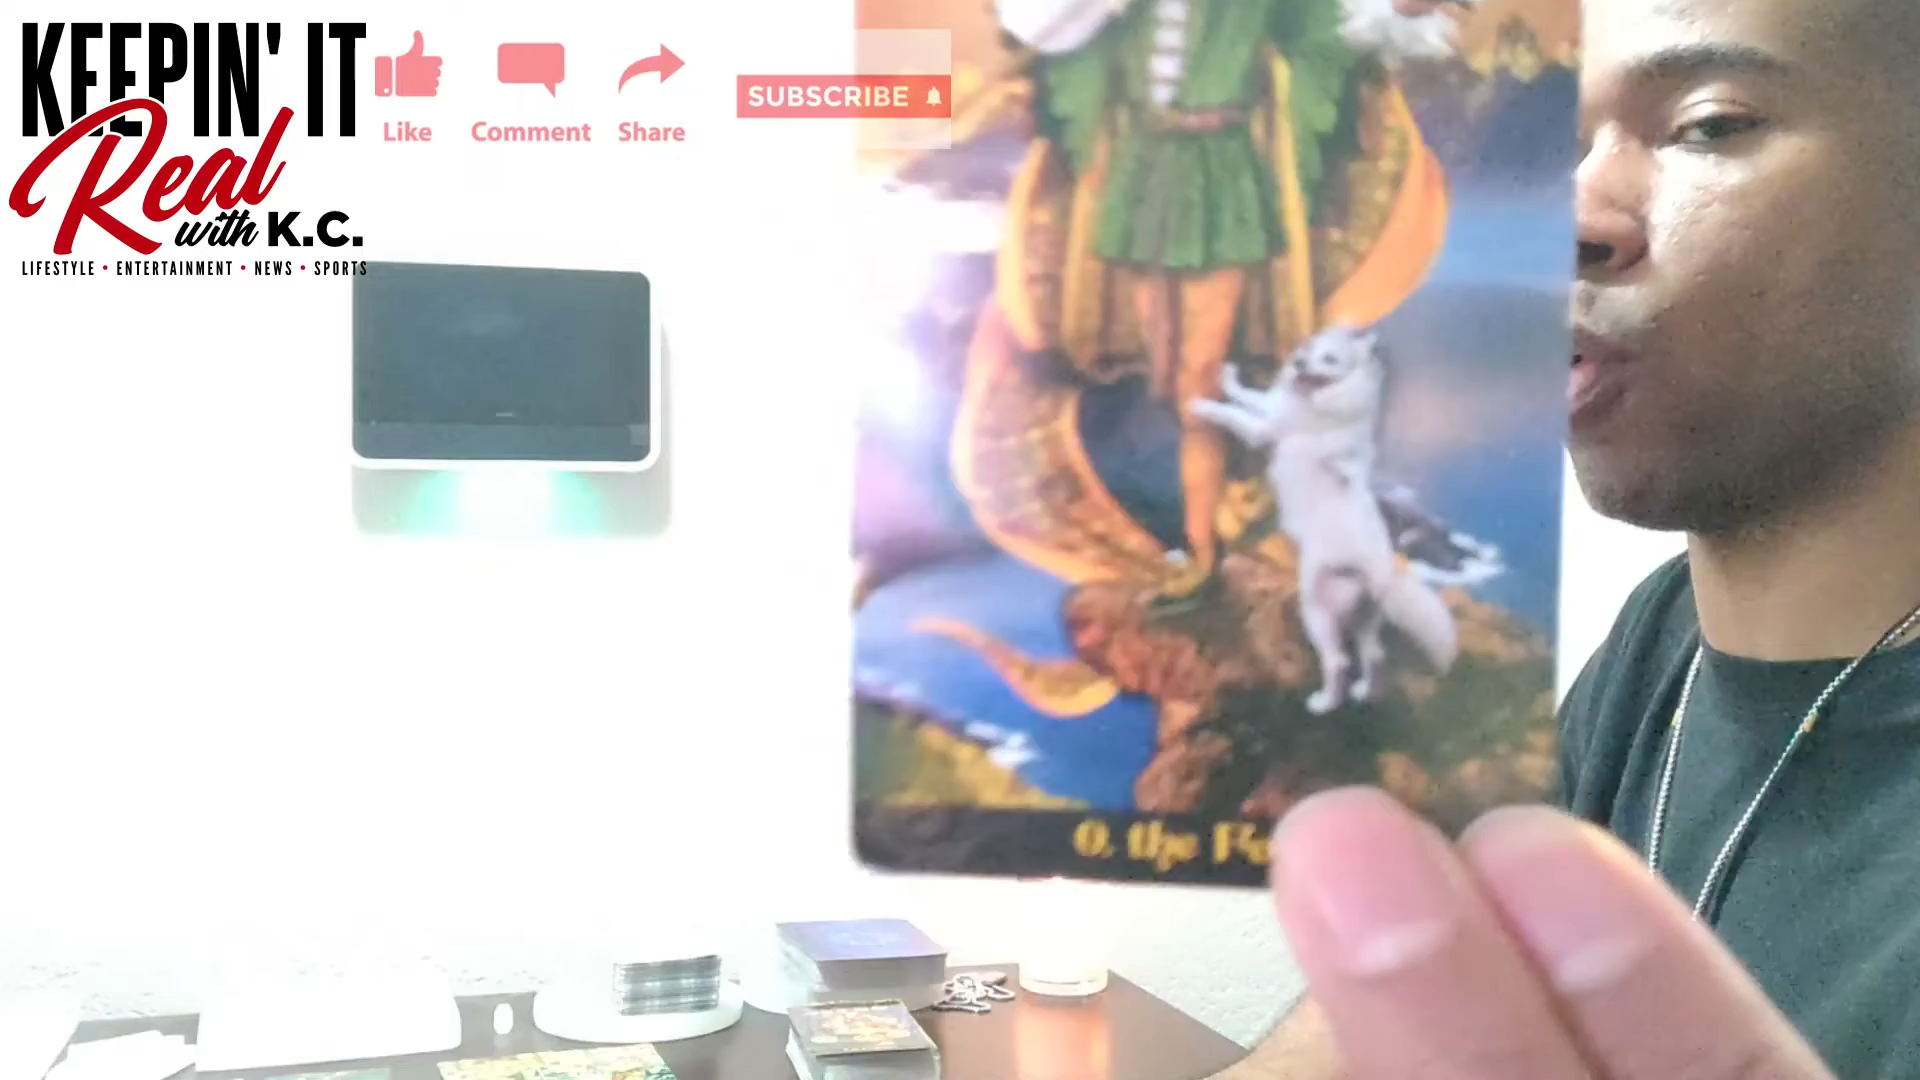 KEEPIN' IT
Real
with K.C.
LIFESTYLE • ENTERTAINMENT • NEWS • SPORTS
Like
Comment
Share
SUBSCRIBE
0. the